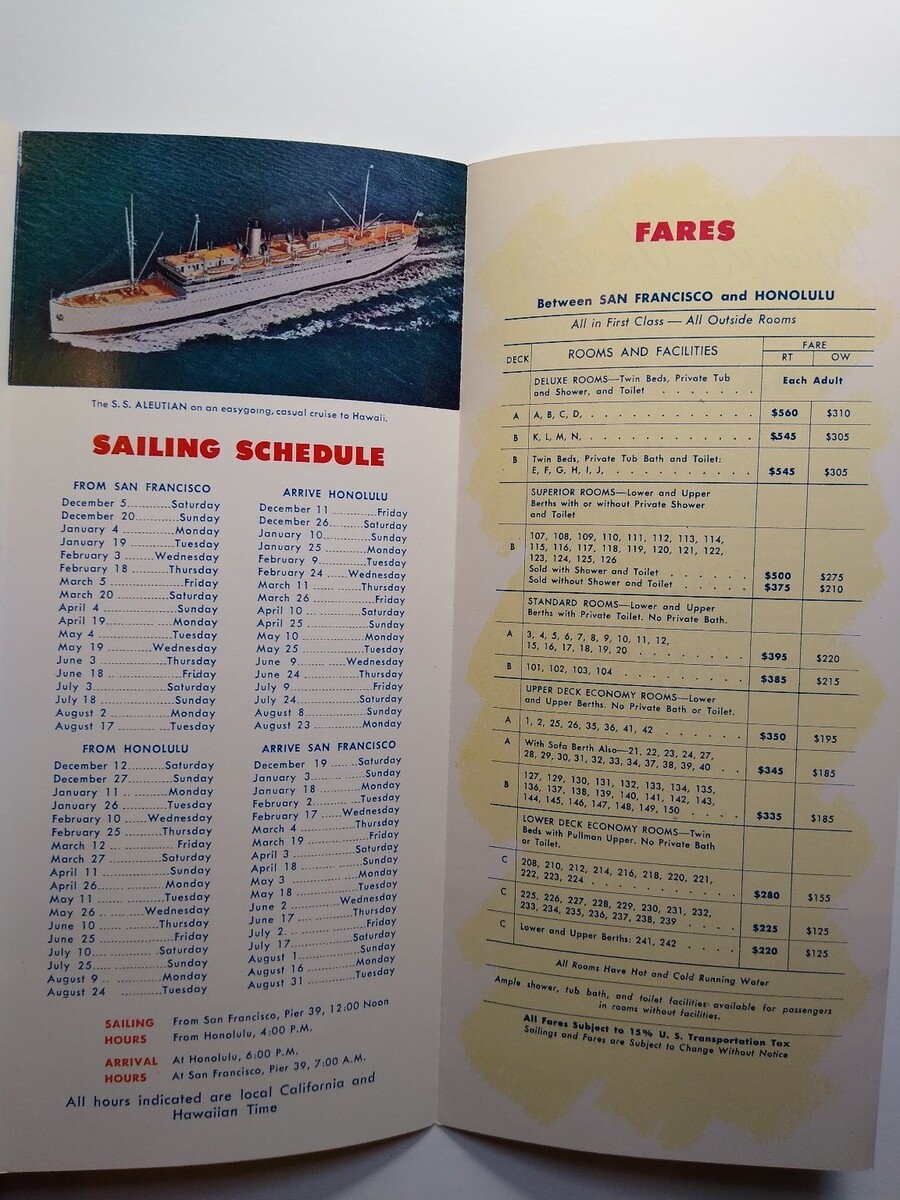 The S.S. ALEUTIAN on an easygoing, casual cruise to Hawaii.
SAILING SCHEDULE
FROM SAN FRANCISCO
December 5............Saturday
December 20............Sunday
January 4 ..............Monday
January 19 ............Tuesday
February 3 ......Wednesday
February 18 ..........Thursday
March 5 ..................Friday
March 20 ............Saturday
April 4 ..................Sunday
April 19..................Monday
May 4 ..................Tuesday
May 19 ..........Wednesday
June 3 ................Thursday
June 18 ..................Friday
July 3..................Saturday
July 18 ..................Sunday
August 2 ..............Monday
August 17 ............Tuesday
ARRIVE HONOLULU
December 11 ............Friday
December 26 ......Saturday
January 10............Sunday
January 25 ..........Monday
February 9............Tuesday
February 24 ....Wednesday
March 11 ..........Thursday
March 26 ..............Friday
April 10 ............Saturday
April 25 ..............Sunday
May 10 ..............Monday
May 25 ..............Tuesday
June 9............Wednesday
June 24 ............Thursday
July 9....................Friday
July 24..............Saturday
August 8 ..............Sunday
August 23 ..........Monday
FROM HONOLULU
December 12......Saturday
December 27........Sunday
January 11 ..........Monday
January 26 ..........Tuesday
February 10 ....Wednesday
February 25 ......Thursday
March 12 ..............Friday
March 27 ..........Saturday
April 11 ................Sunday
April 26................Monday
May 11 ..............Tuesday
May 26 ........Wednesday
June 10 ............Thursday
June 25 ................Friday
July 10..............Saturday
July 25................Sunday
August 9 ............Monday
August 24 ..........Tuesday
ARRIVE SAN FRANCISCO
December 19 ......Saturday
January 3..............Sunday
January 18 ..........Monday
February 2............Tuesday
February 17 ....Wednesday
March 4 ............Thursday
March 19 ..............Friday
April 3 ..............Saturday
April 18 ................Sunday
May 3 ................Monday
May 18 ..............Tuesday
June 2 ..........Wednesday
June 17 ............Thursday
July 2....................Friday
July 17..............Saturday
August 1................Sunday
August 16 ............Monday
August 31 ............Tuesday
SAILING HOURS
From San Francisco, Pier 39, 12:00 Noon
From Honolulu, 4:00 P.M.
ARRIVAL HOURS
At Honolulu, 6:00 P.M.
At San Francisco, Pier 39, 7:00 A.M.
All hours indicated are local California and
Hawaiian Time
FARES
Between SAN FRANCISCO and HONOLULU
All in First Class — All Outside Rooms
DECK ROOMS AND FACILITIES FARE
RT OW
DELUXE ROOMS—Twin Beds, Private Tub
and Shower, and Toilet . . . . . . . Each Adult
A A, B, C, D, . . . . . . . . . . . . . $560 $310
B K, L, M, N, . . . . . . . . . . . . . $545 $305
B Twin Beds, Private Tub Bath and Toilet:
E, F, G, H, I, J, . . . . . . . . . . . $545 $305
SUPERIOR ROOMS—Lower and Upper
Berths with or without Private Shower
and Toilet
B 107, 108, 109, 110, 111, 112, 113, 114,
115, 116, 117, 118, 119, 120, 121, 122,
123, 124, 125, 126
Sold with Shower and Toilet . . . . . . $500 $275
Sold without Shower and Toilet . . . . . $375 $210
STANDARD ROOMS—Lower and Upper
Berths with Private Toilet. No Private Bath.
A 3, 4, 5, 6, 7, 8, 9, 10, 11, 12,
15, 16, 17, 18, 19, 20 . . . . . . . . $395 $220
B 101, 102, 103, 104 . . . . . . . . . . $385 $215
UPPER DECK ECONOMY ROOMS—Lower
and Upper Berths. No Private Bath or Toilet.
A 1, 2, 25, 26, 35, 36, 41, 42 . . . . . . . $350 $195
A With Sofa Berth Also—21, 22, 23, 24, 27,
28, 29, 30, 31, 32, 33, 34, 37, 38, 39, 40 . . $345 $185
B 127, 129, 130, 131, 132, 133, 134, 135,
136, 137, 138, 139, 140, 141, 142, 143,
144, 145, 146, 147, 148, 149, 150 . . . . . $335 $185
LOWER DECK ECONOMY ROOMS—Twin
Beds with Pullman Upper. No Private Bath
or Toilet.
C 208, 210, 212, 214, 216, 218, 220, 221,
222, 223, 224 . . . . . . . . . . . . $280 $155
C 225, 226, 227, 228, 229, 230, 231, 232,
233, 234, 235, 236, 237, 238, 239 . . . . . $225 $125
C Lower and Upper Berths: 241, 242 . . . . $220 $125
All Rooms Have Hot and Cold Running Water
Ample shower, tub bath, and toilet facilities available for passengers
in rooms without facilities.
All Fares Subject to 15% U. S. Transportation Tax
Sailings and Fares are Subject to Change Without Notice